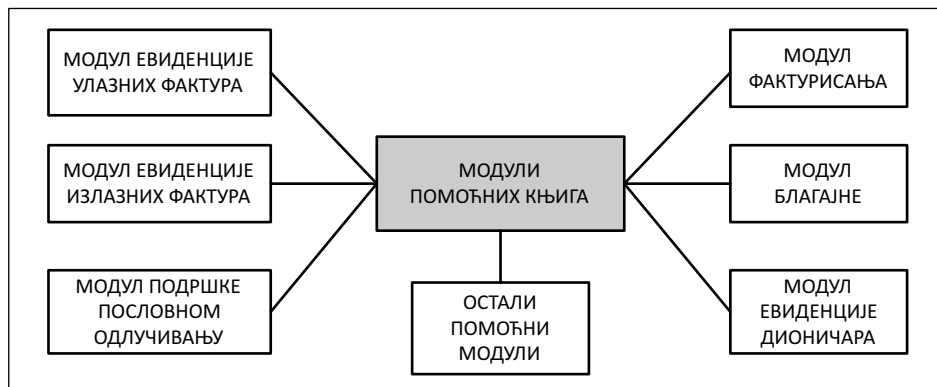 МОДУЛ ЕВИДЕНЦИЈЕ
УЛАЗНИХ ФАКТУРА
МОДУЛ ЕВИДЕНЦИЈЕ
ИЗЛАЗНИХ ФАКТУРА
МОДУЛ ПОДРШКЕ
ПОСЛОВНОМ
ОДЛУЧИВАЊУ
МОДУЛИ
ПОМОЋНИХ КЊИГА
ОСТАЛИ
ПОМОЋНИ
МОДУЛИ
МОДУЛ
ФАКТУРИСАЊА
МОДУЛ
БЛАГАЈНЕ
МОДУЛ
ЕВИДЕНЦИЈЕ
ДИОНИЧАРА